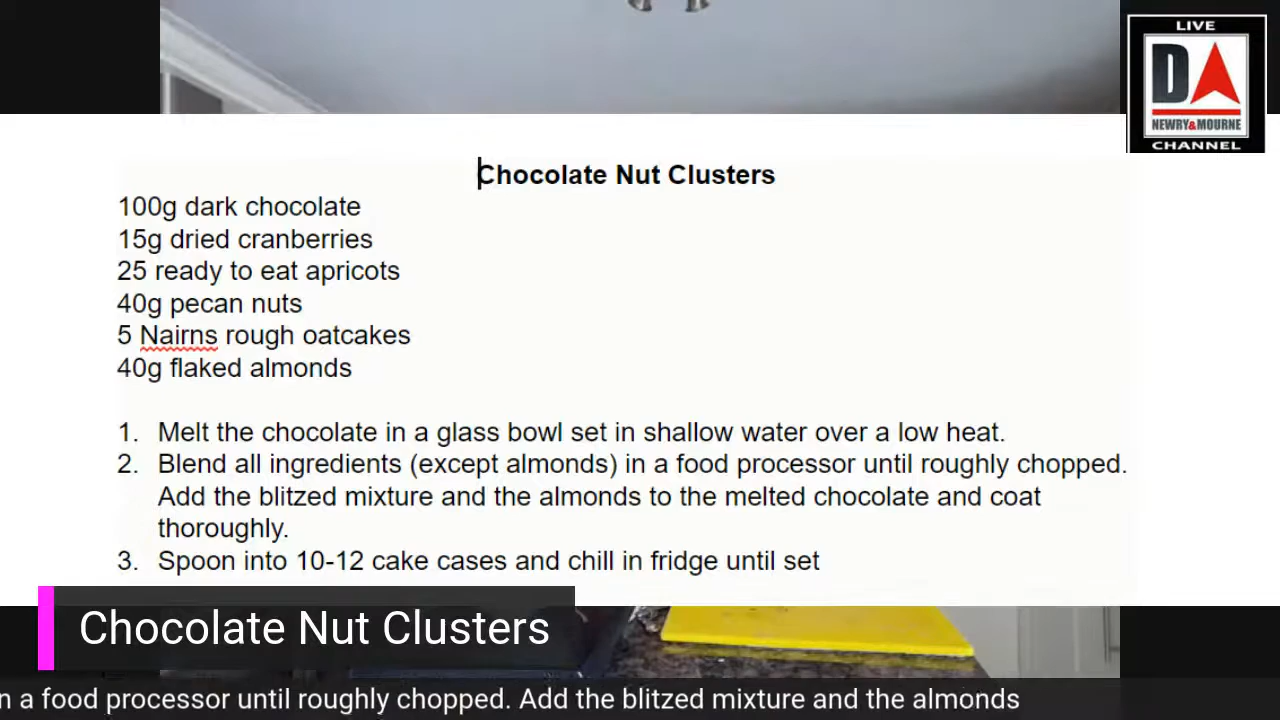 LIVE
DA
NEWRY&MOURNE
CHANNEL
Chocolate Nut Clusters
100g dark chocolate
15g dried cranberries
25 ready to eat apricots
40g pecan nuts
5 Nairns rough oatcakes
40g flaked almonds
1. Melt the chocolate in a glass bowl set in shallow water over a low heat.
2. Blend all ingredients (except almonds) in a food processor until roughly chopped.
Add the blitzed mixture and the almonds to the melted chocolate and coat
thoroughly.
3. Spoon into 10-12 cake cases and chill in fridge until set
Chocolate Nut Clusters
n a food processor until roughly chopped. Add the blitzed mixture and the almonds